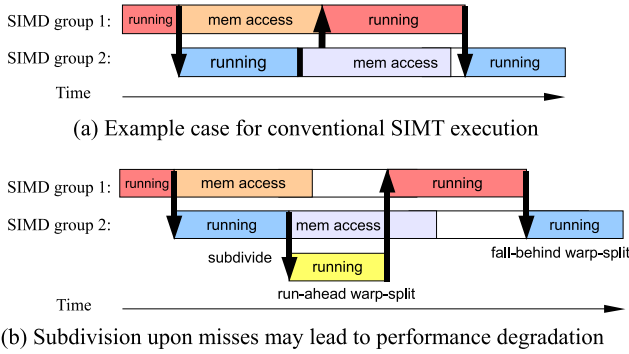 SIMD group 1: running mem access running
SIMD group 2: running mem access running
Time
(a) Example case for conventional SIMT execution
SIMD group 1: running mem access running
SIMD group 2: running mem access running
subdivide running fall-behind warp-split
run-ahead warp-split
Time
(b) Subdivision upon misses may lead to performance degradation